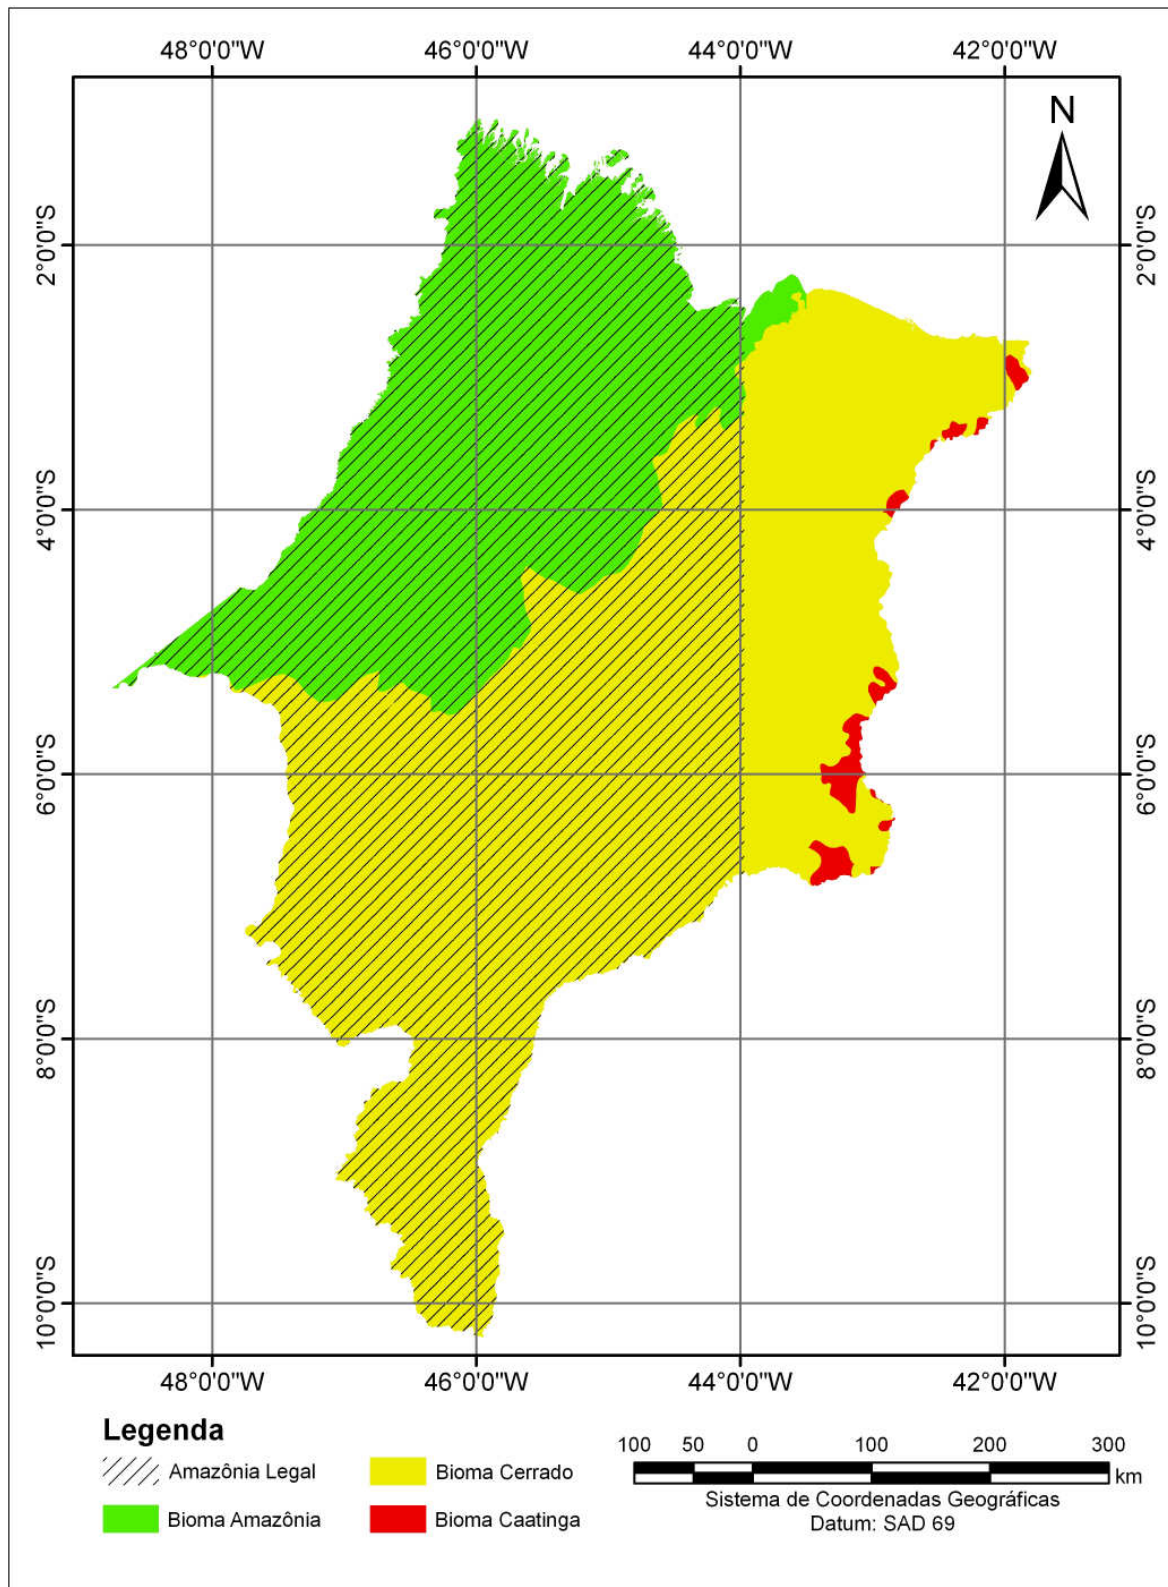 48°0'0"W 46°0'0"W 44°0'0"W 42°0'0"W
N
2°0'0"S 2°0'0"S
4°0'0"S 4°0'0"S
6°0'0"S 6°0'0"S
8°0'0"S 8°0'0"S
10°0'0"S 10°0'0"S
48°0'0"W 46°0'0"W 44°0'0"W 42°0'0"W
Legenda
Amazônia Legal
Bioma Amazônia
Bioma Cerrado
Bioma Caatinga
100 50 0 100 200 300
km
Sistema de Coordenadas Geográficas
Datum: SAD 69